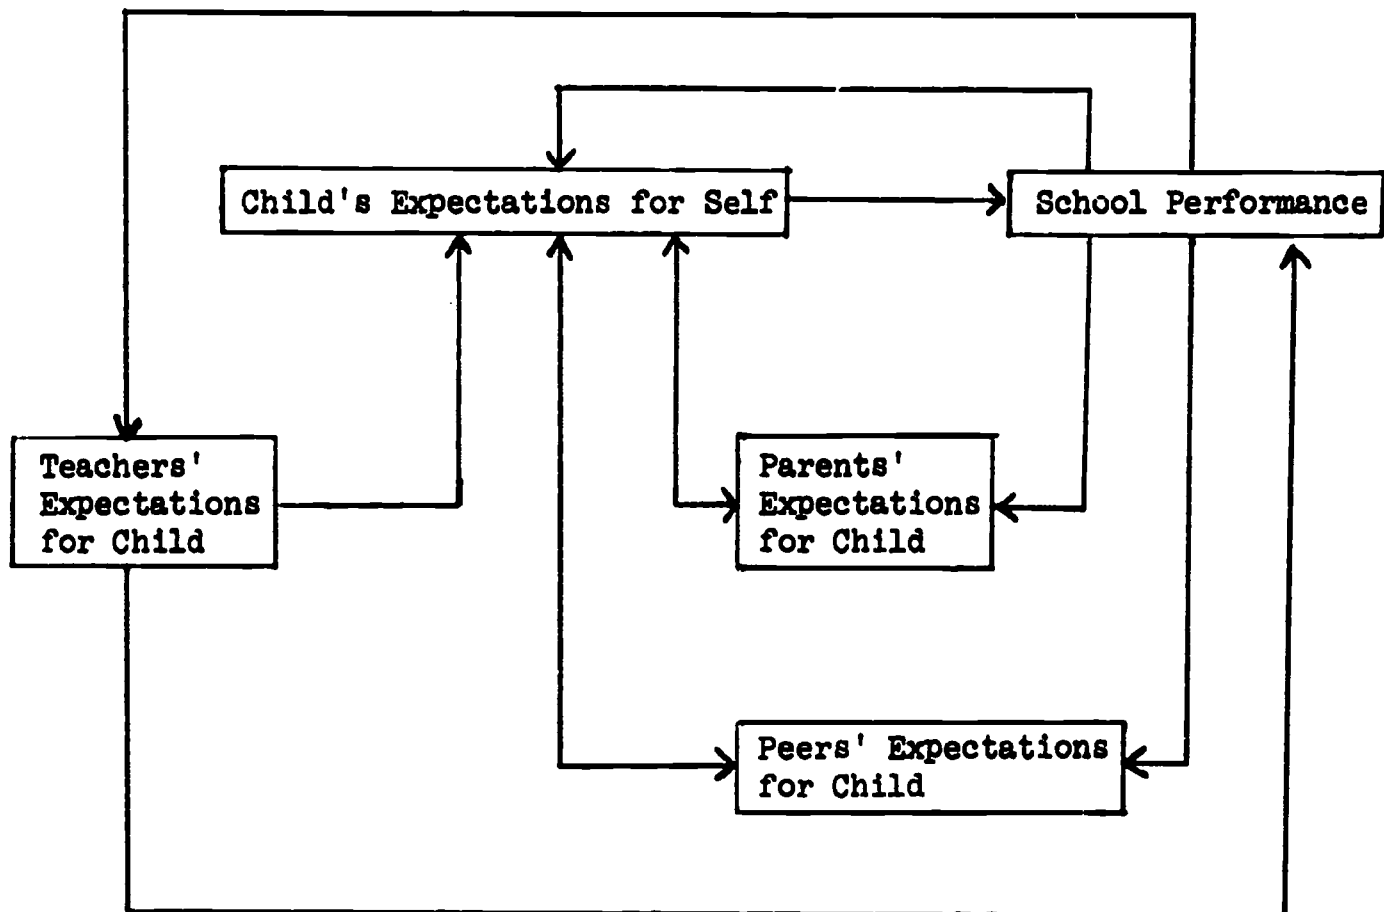 Child's Expectations for Self
School Performance
Teachers'
Expectations
for Child
Parents'
Expectations
for Child
Peers' Expectations
for Child